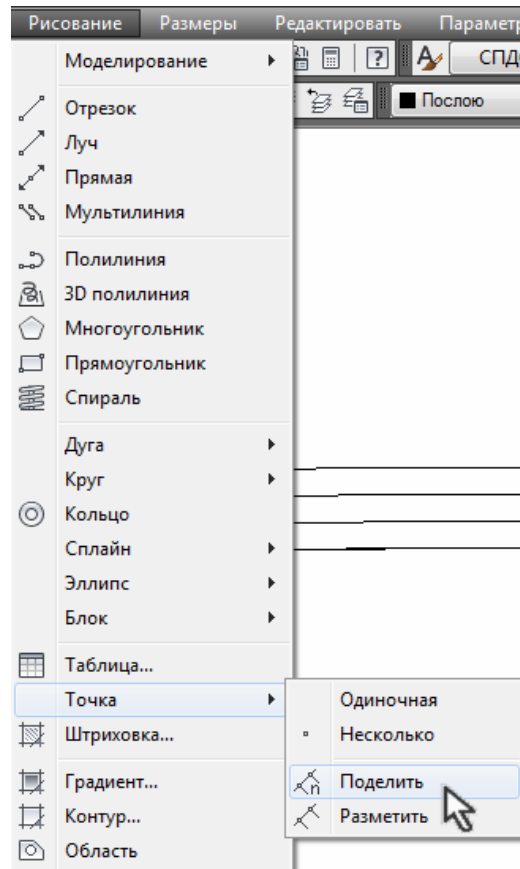 Рисование Размеры Редактировать Параметр
Моделирование
СПД
Отрезок
Послою
Луч
Прямая
Мультилиния
Полилиния
3D полилиния
Многоугольник
Прямоугольник
Спираль
Дуга
Круг
Кольцо
Сплайн
Эллипс
Блок
Таблица...
Точка
Штриховка...
Градиент...
Контур...
Область
Одиночная
Несколько
Поделить
Разметить